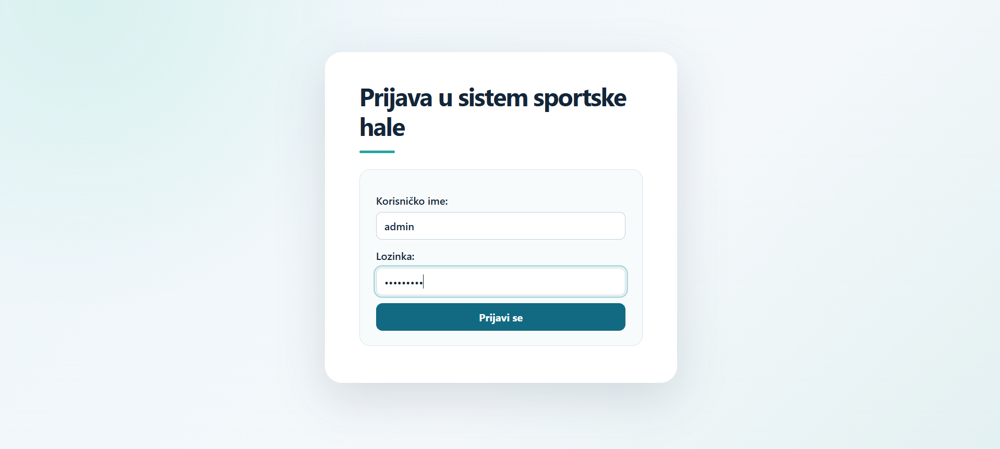 Prijava u sistem sportske
hale
Korisničko ime:
admin
Lozinka:
•••••••••
Prijavi se